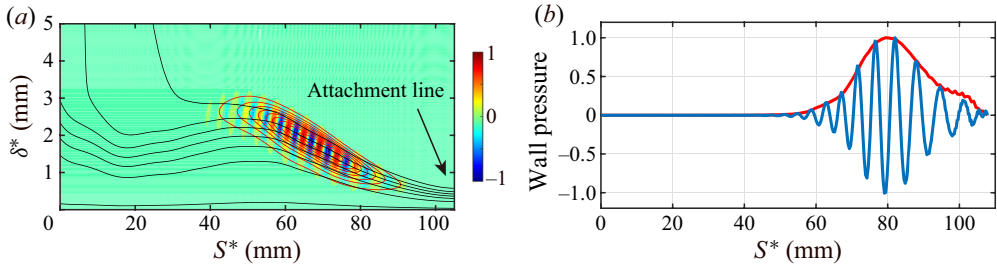 (a)
5
4
3
2
1
0
δ* (mm)
20 40 60 80 100
S* (mm)
Attachment line
1
0
−1
(b)
1.0
0.5
0
−0.5
−1.0
Wall pressure
0 20 40 60 80 100
S* (mm)